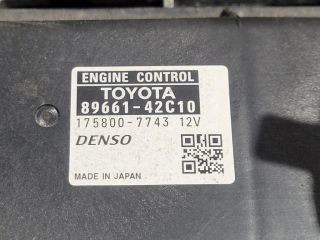 ENGINE CONTROL
TOYOTA
89661-42C10
175800-7743 12V
DENSO
MADE IN JAPAN